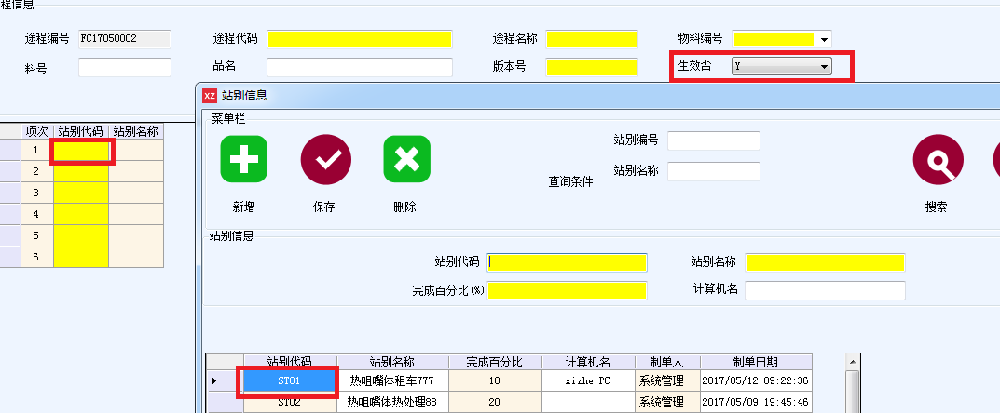 程信息
途程编号 FC17050002 途程代码 途程名称 物料编号
料号 品名 版本号 生效否 Y
XZ 站别信息
菜单栏
项次 站别代码 站别名称
1
2
3
4
5
6
新增 保存 删除
查询条件
站别编号
站别名称
搜索
站别信息
站别代码 站别名称
完成百分比(%) 计算机名
站别代码 站别名称 完成百分比 计算机名 制单人 制单日期
ST01 热咀嘴体租车777 10 xizhe-PC 系统管理 2017/05/12 09:22:36
ST02 热咀嘴体热处理88 20 系统管理 2017/05/09 19:45:46